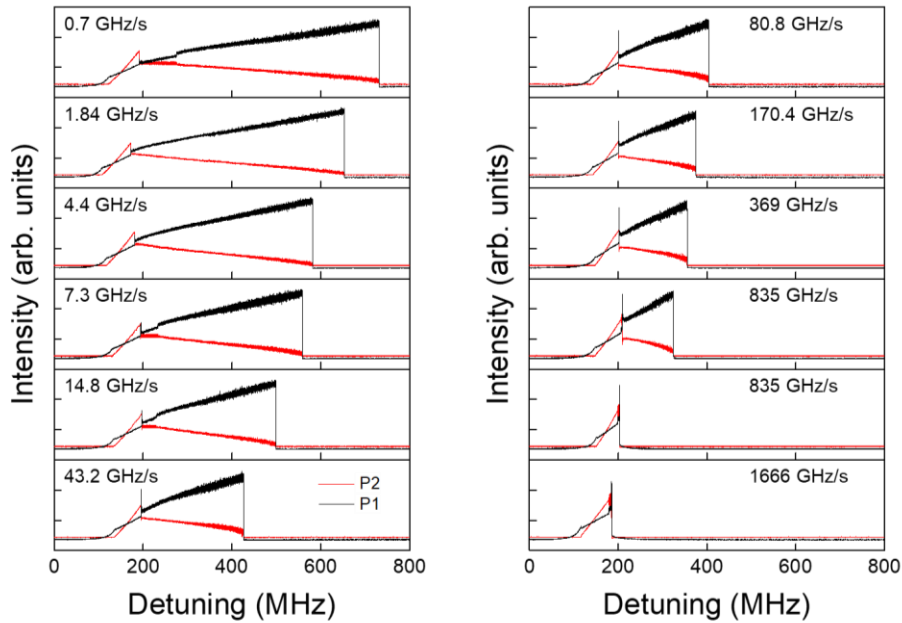 Intensity (arb. units)
0.7 GHz/s
1.84 GHz/s
4.4 GHz/s
7.3 GHz/s
14.8 GHz/s
43.2 GHz/s
P2
P1
0 200 400 600 800
Detuning (MHz)
Intensity (arb. units)
80.8 GHz/s
170.4 GHz/s
369 GHz/s
835 GHz/s
835 GHz/s
1666 GHz/s
0 200 400 600 800
Detuning (MHz)